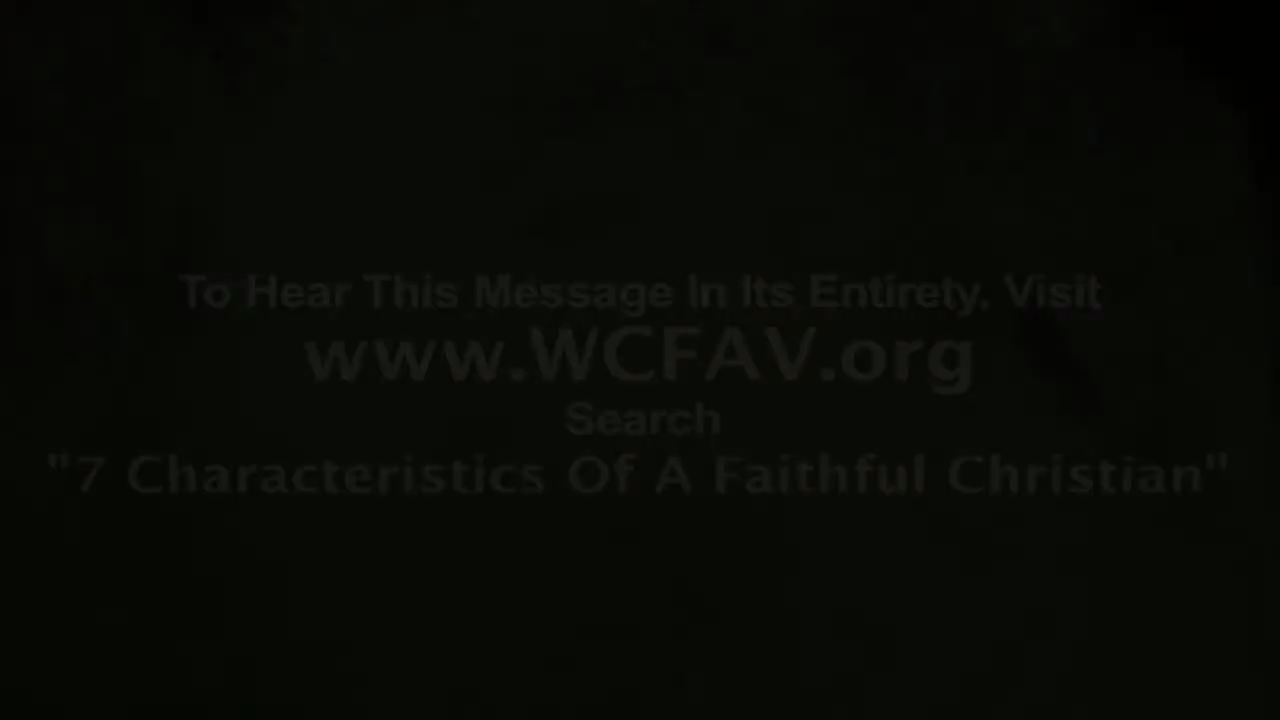 To Hear This Message In Its Entirety, Visit
www.WCFAV.org
Search
"7 Characteristics Of A Faithful Christian"